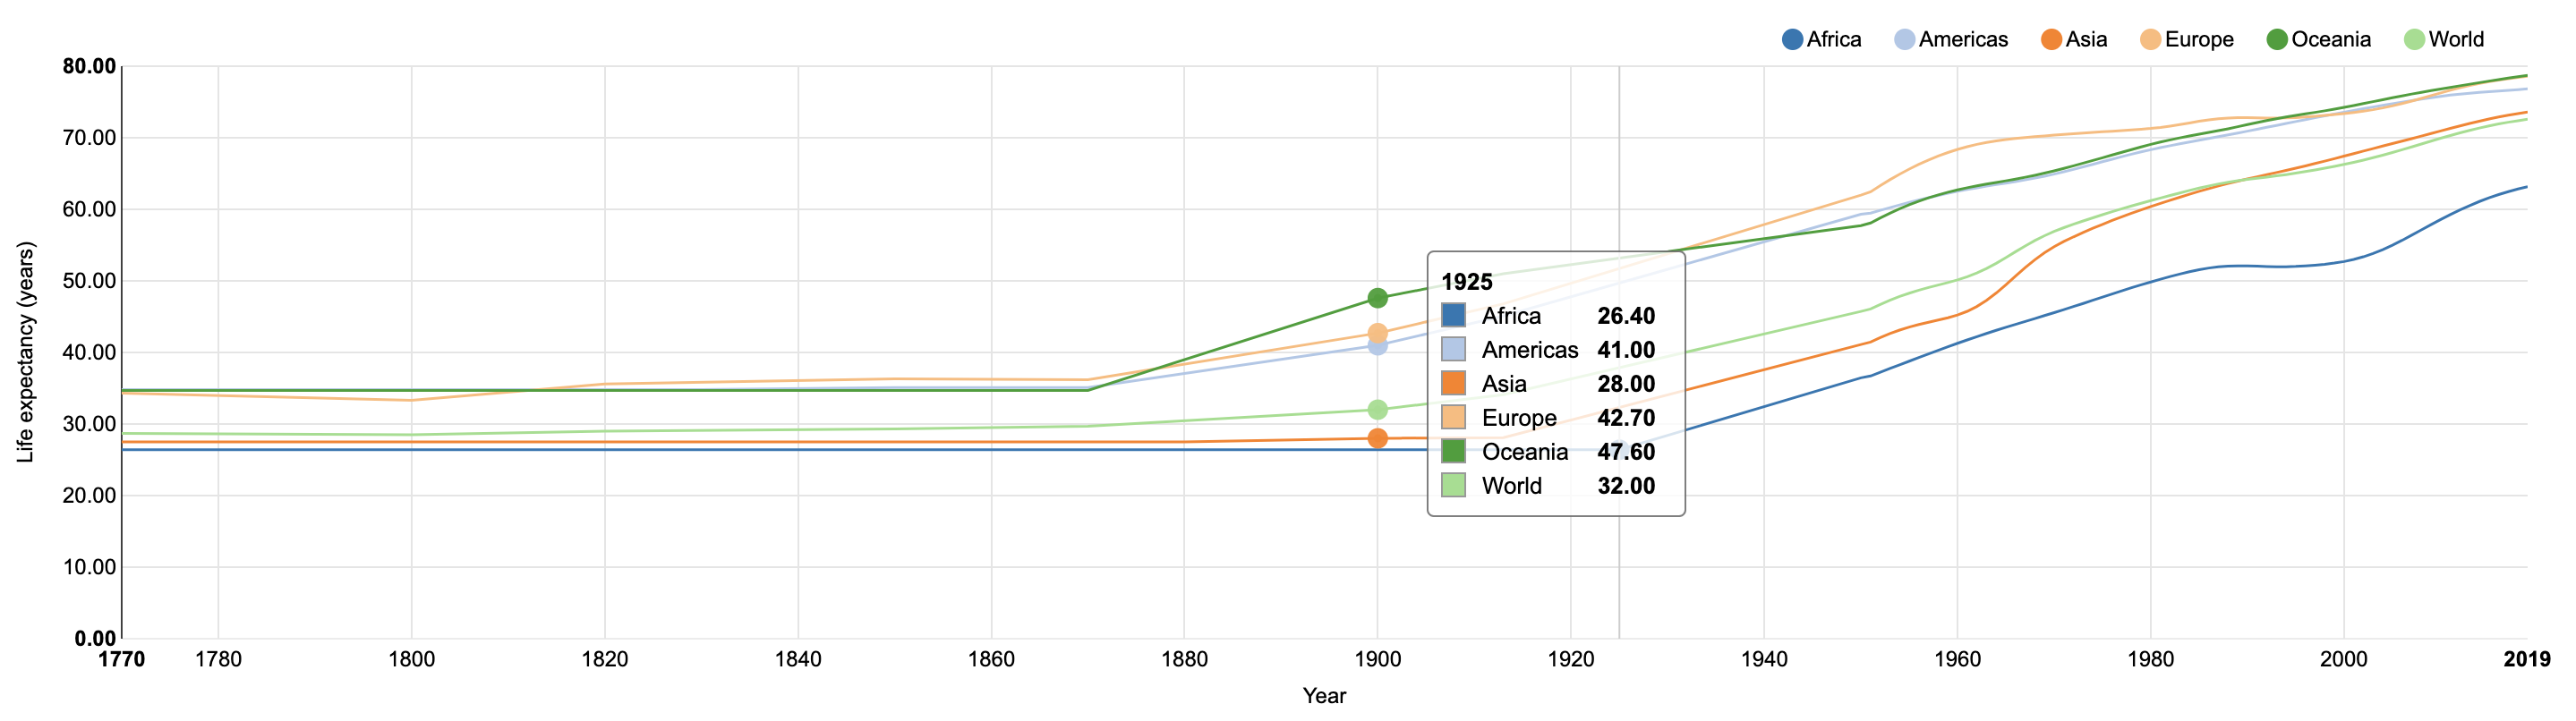 Africa Americas Asia Europe Oceania World
80.00
70.00
60.00
50.00
40.00
30.00
20.00
10.00
0.00
Life expectancy (years)
1925
Africa 26.40
Americas 41.00
Asia 28.00
Europe 42.70
Oceania 47.60
World 32.00
1770 1780 1800 1820 1840 1860 1880 1900 1920 1940 1960 1980 2000 2019
Year